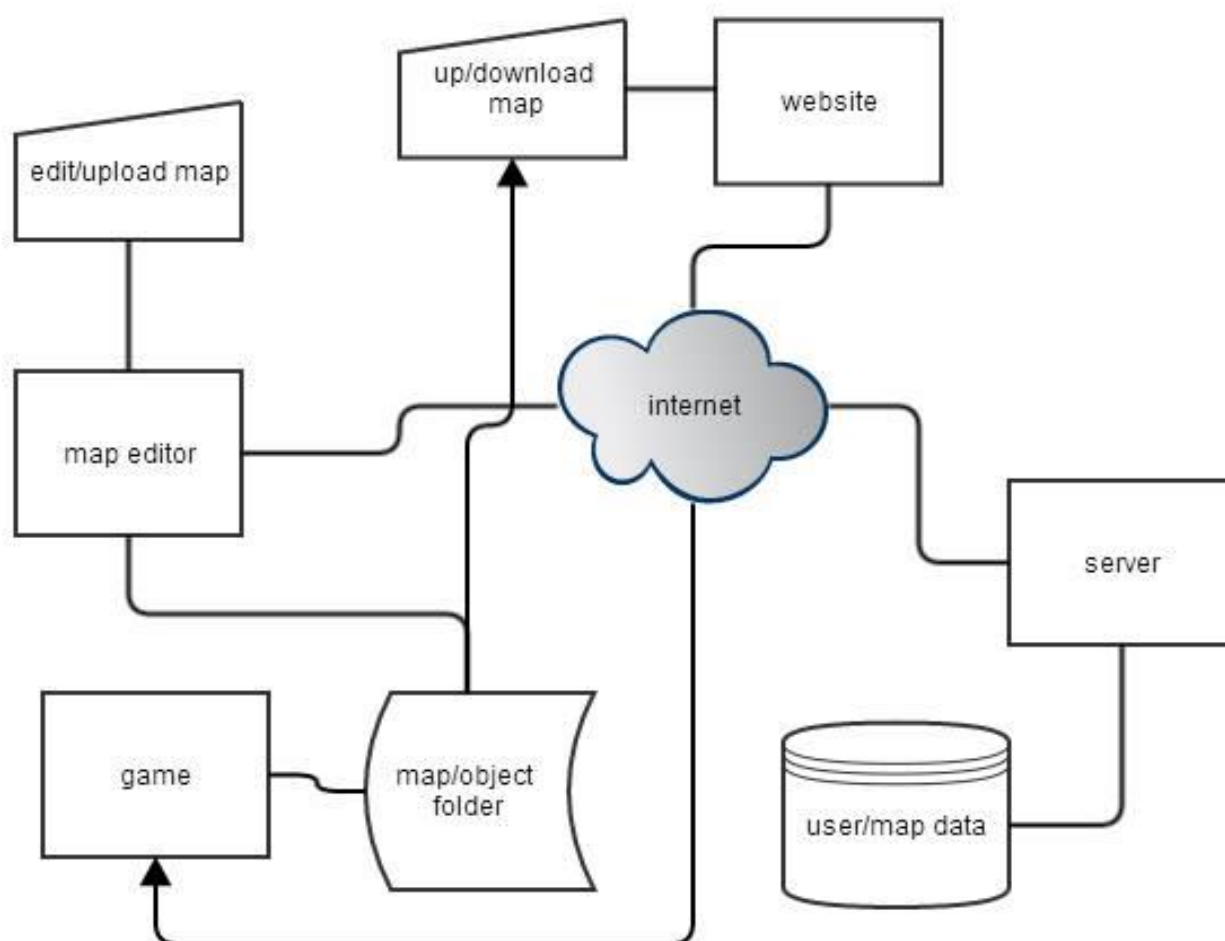 up/download
map
website
edit/upload map
internet
map editor
server
game
map/object
folder
user/map data